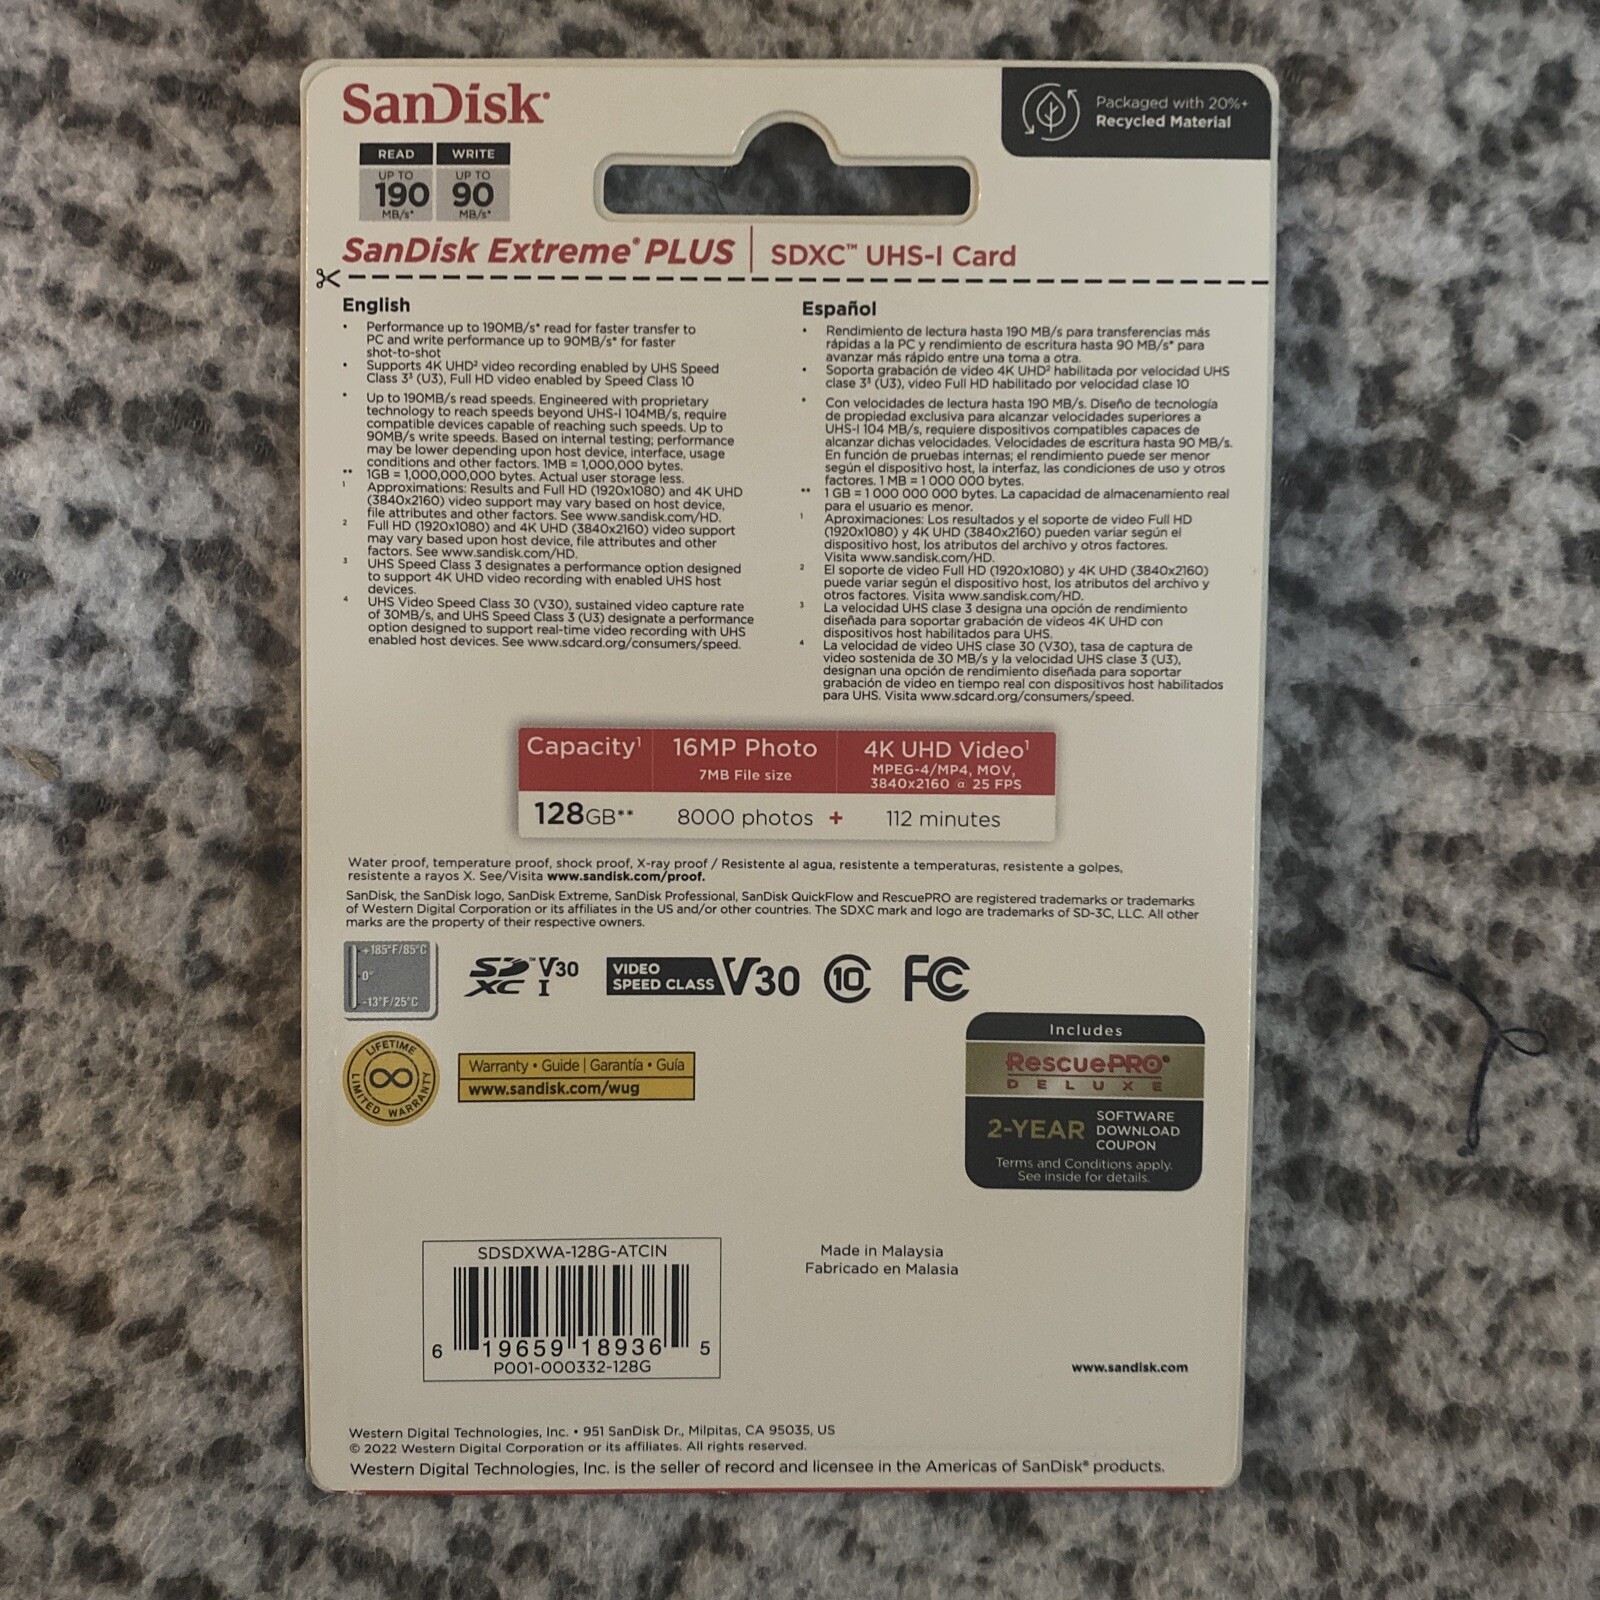 SanDisk®
Packaged with 20%+
Recycled Material
READ WRITE
UP TO UP TO
190 90
MB/s* MB/s*
SanDisk Extreme® PLUS | SDXC™ UHS-I Card
English
• Performance up to 190MB/s* read for faster transfer to
PC and write performance up to 90MB/s* for faster
shot-to-shot
• Supports 4K UHD² video recording enabled by UHS Speed
Class 3³ (U3), Full HD video enabled by Speed Class 10
* Up to 190MB/s read speeds. Engineered with proprietary
technology to reach speeds beyond UHS-I 104MB/s, require
compatible devices capable of reaching such speeds. Up to
90MB/s write speeds. Based on internal testing; performance
may be lower depending upon host device, interface, usage
conditions and other factors. 1MB = 1,000,000 bytes.
** 1GB = 1,000,000,000 bytes. Actual user storage less.
¹ Approximations: Results and Full HD (1920x1080) and 4K UHD
(3840x2160) video support may vary based on host device,
file attributes and other factors. See www.sandisk.com/HD.
² Full HD (1920x1080) and 4K UHD (3840x2160) video support
may vary based upon host device, file attributes and other
factors. See www.sandisk.com/HD.
³ UHS Speed Class 3 designates a performance option designed
to support 4K UHD video recording with enabled UHS host
devices.
⁴ UHS Video Speed Class 30 (V30), sustained video capture rate
of 30MB/s, and UHS Speed Class 3 (U3) designate a performance
option designed to support real-time video recording with UHS
enabled host devices. See www.sdcard.org/consumers/speed.
Español
• Rendimiento de lectura hasta 190 MB/s para transferencias más
rápidas a la PC y rendimiento de escritura hasta 90 MB/s* para
avanzar más rápido entre una toma a otra.
• Soporta grabación de video 4K UHD² habilitada por velocidad UHS
clase 3³ (U3), video Full HD habilitado por velocidad clase 10
* Con velocidades de lectura hasta 190 MB/s. Diseño de tecnología
de propiedad exclusiva para alcanzar velocidades superiores a
UHS-I 104 MB/s, requiere dispositivos compatibles capaces de
alcanzar dichas velocidades. Velocidades de escritura hasta 90 MB/s.
En función de pruebas internas; el rendimiento puede ser menor
según el dispositivo host, la interfaz, las condiciones de uso y otros
factores. 1 MB = 1 000 000 bytes.
** 1 GB = 1 000 000 000 bytes. La capacidad de almacenamiento real
para el usuario es menor.
¹ Aproximaciones: Los resultados y el soporte de video Full HD
(1920x1080) y 4K UHD (3840x2160) pueden variar según el
dispositivo host, los atributos del archivo y otros factores.
Visita www.sandisk.com/HD.
² El soporte de video Full HD (1920x1080) y 4K UHD (3840x2160)
puede variar según el dispositivo host, los atributos del archivo y
otros factores. Visita www.sandisk.com/HD.
³ La velocidad UHS clase 3 designa una opción de rendimiento
diseñada para soportar grabación de videos 4K UHD con
dispositivos host habilitados para UHS.
⁴ La velocidad de video UHS clase 30 (V30), tasa de captura de
video sostenida de 30 MB/s y la velocidad UHS clase 3 (U3),
designan una opción de rendimiento diseñada para soportar
grabación de video en tiempo real con dispositivos host habilitados
para UHS. Visita www.sdcard.org/consumers/speed.
Capacity¹ 16MP Photo 4K UHD Video¹
7MB File size MPEG-4/MP4, MOV,
3840x2160 @ 25 FPS
128GB** 8000 photos + 112 minutes
Water proof, temperature proof, shock proof, X-ray proof / Resistente al agua, resistente a temperaturas, resistente a golpes,
resistente a rayos X. See/Visita www.sandisk.com/proof.
SanDisk, the SanDisk logo, SanDisk Extreme, SanDisk Professional, SanDisk QuickFlow and RescuePRO are registered trademarks or trademarks
of Western Digital Corporation or its affiliates in the US and/or other countries. The SDXC mark and logo are trademarks of SD-3C, LLC. All other
marks are the property of their respective owners.
+185°F/85°C
0°
-13°F/25°C
SD XC I ™ V30
VIDEO SPEED CLASS V30
10
FC
LIFETIME LIMITED WARRANTY
Warranty • Guide | Garantía • Guía
www.sandisk.com/wug
Includes
RescuePRO®
DELUXE
2-YEAR SOFTWARE
DOWNLOAD
COUPON
Terms and Conditions apply.
See inside for details.
SDSDXWA-128G-ATCIN
6 19659 18936 5
P001-000332-128G
Made in Malaysia
Fabricado en Malasia
www.sandisk.com
Western Digital Technologies, Inc. • 951 SanDisk Dr., Milpitas, CA 95035, US
© 2022 Western Digital Corporation or its affiliates. All rights reserved.
Western Digital Technologies, Inc. is the seller of record and licensee in the Americas of SanDisk® products.